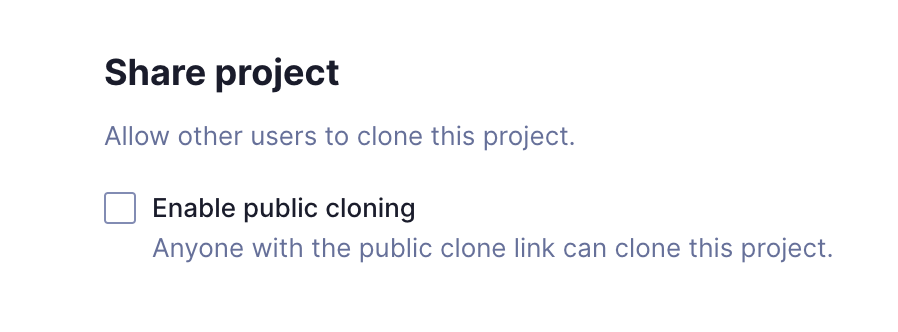 Share project
Allow other users to clone this project.
Enable public cloning
Anyone with the public clone link can clone this project.